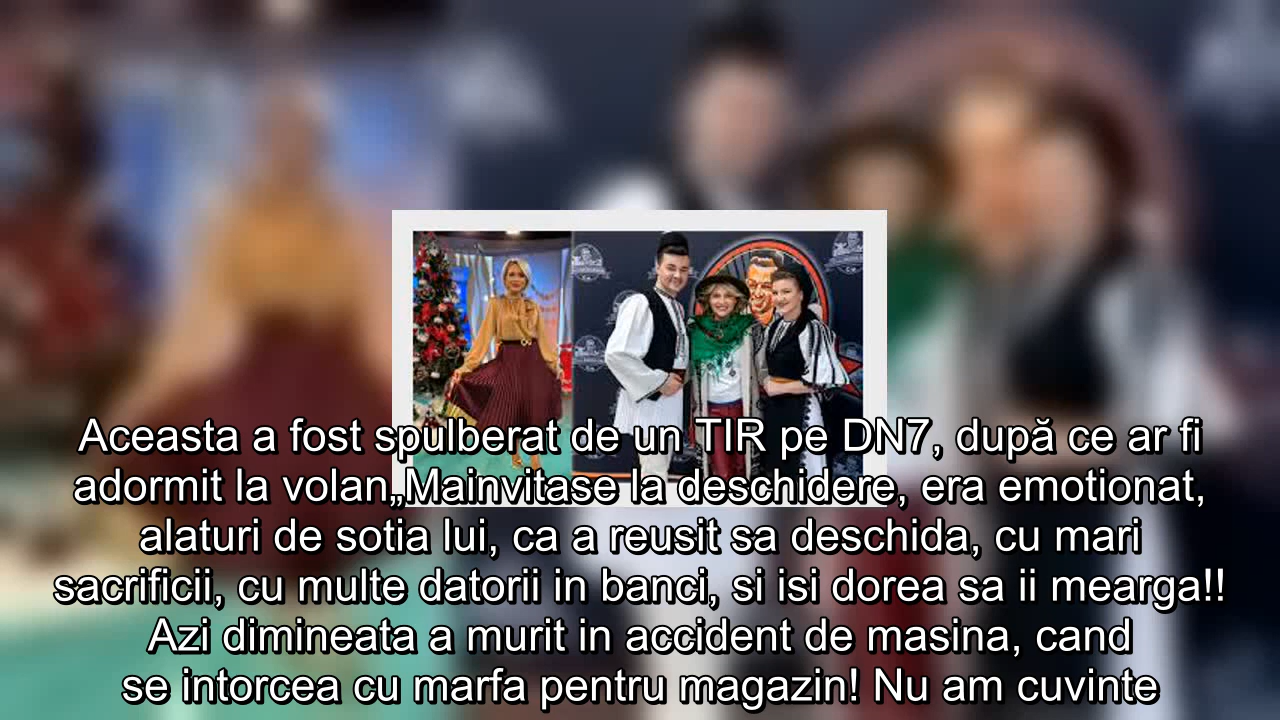 Aceasta a fost spulberat de un TIR pe DN7, după ce ar fi
adormit la volan„Mainvitase la deschidere, era emotionat,
alaturi de sotia lui, ca a reusit sa deschida, cu mari
sacrificii, cu multe datorii in banci, si isi dorea sa ii mearga!!
Azi dimineata a murit in accident de masina, cand
se intorcea cu marfa pentru magazin! Nu am cuvinte